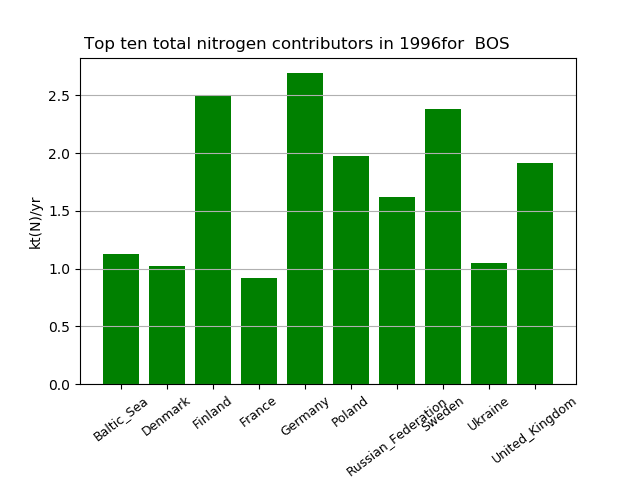 Top ten total nitrogen contributors in 1996for  BOS
kt(N)/yr
2.5
2.0
1.5
1.0
0.5
0.0
Baltic_Sea
Denmark
Finland
France
Germany
Poland
Russian_Federation
Sweden
Ukraine
United_Kingdom